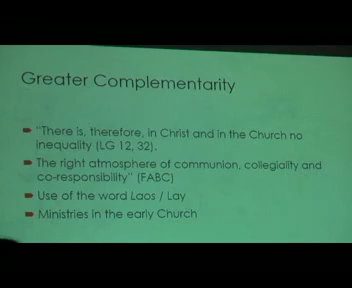 Greater Complementarity
"There is, therefore, in Christ and in the Church no
inequality (LG 12, 32).
The right atmosphere of communion, collegiality and
co-responsibility" (FABC)
Use of the word Laos / Lay
Ministries in the early Church